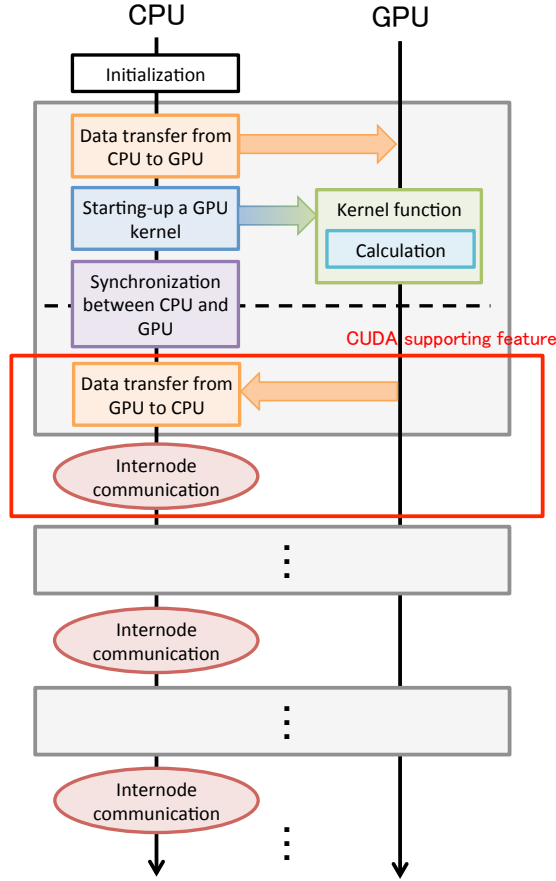 CPU
GPU
Initialization
Data transfer from
CPU to GPU
Starting-up a GPU
kernel
Kernel function
Calculation
Synchronization
between CPU and
GPU
CUDA supporting feature
Data transfer from
GPU to CPU
Internode
communication
Internode
communication
Internode
communication